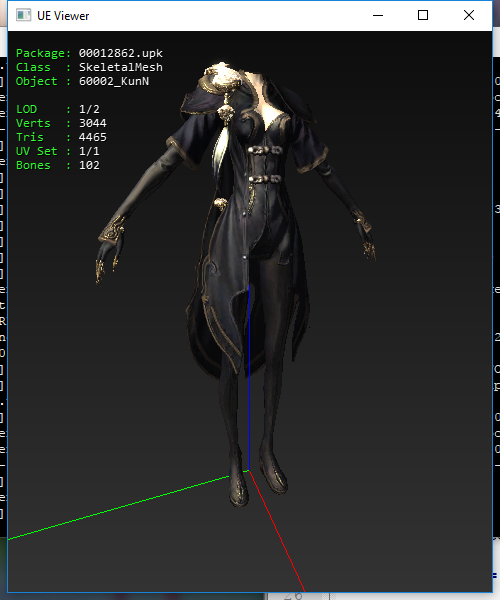 UE Viewer
Package: 00012862.upk
Class  : SkeletalMesh
Object : 60002_KunN
LOD    : 1/2
Verts  : 3044
Tris   : 4465
UV Set : 1/1
Bones  : 102